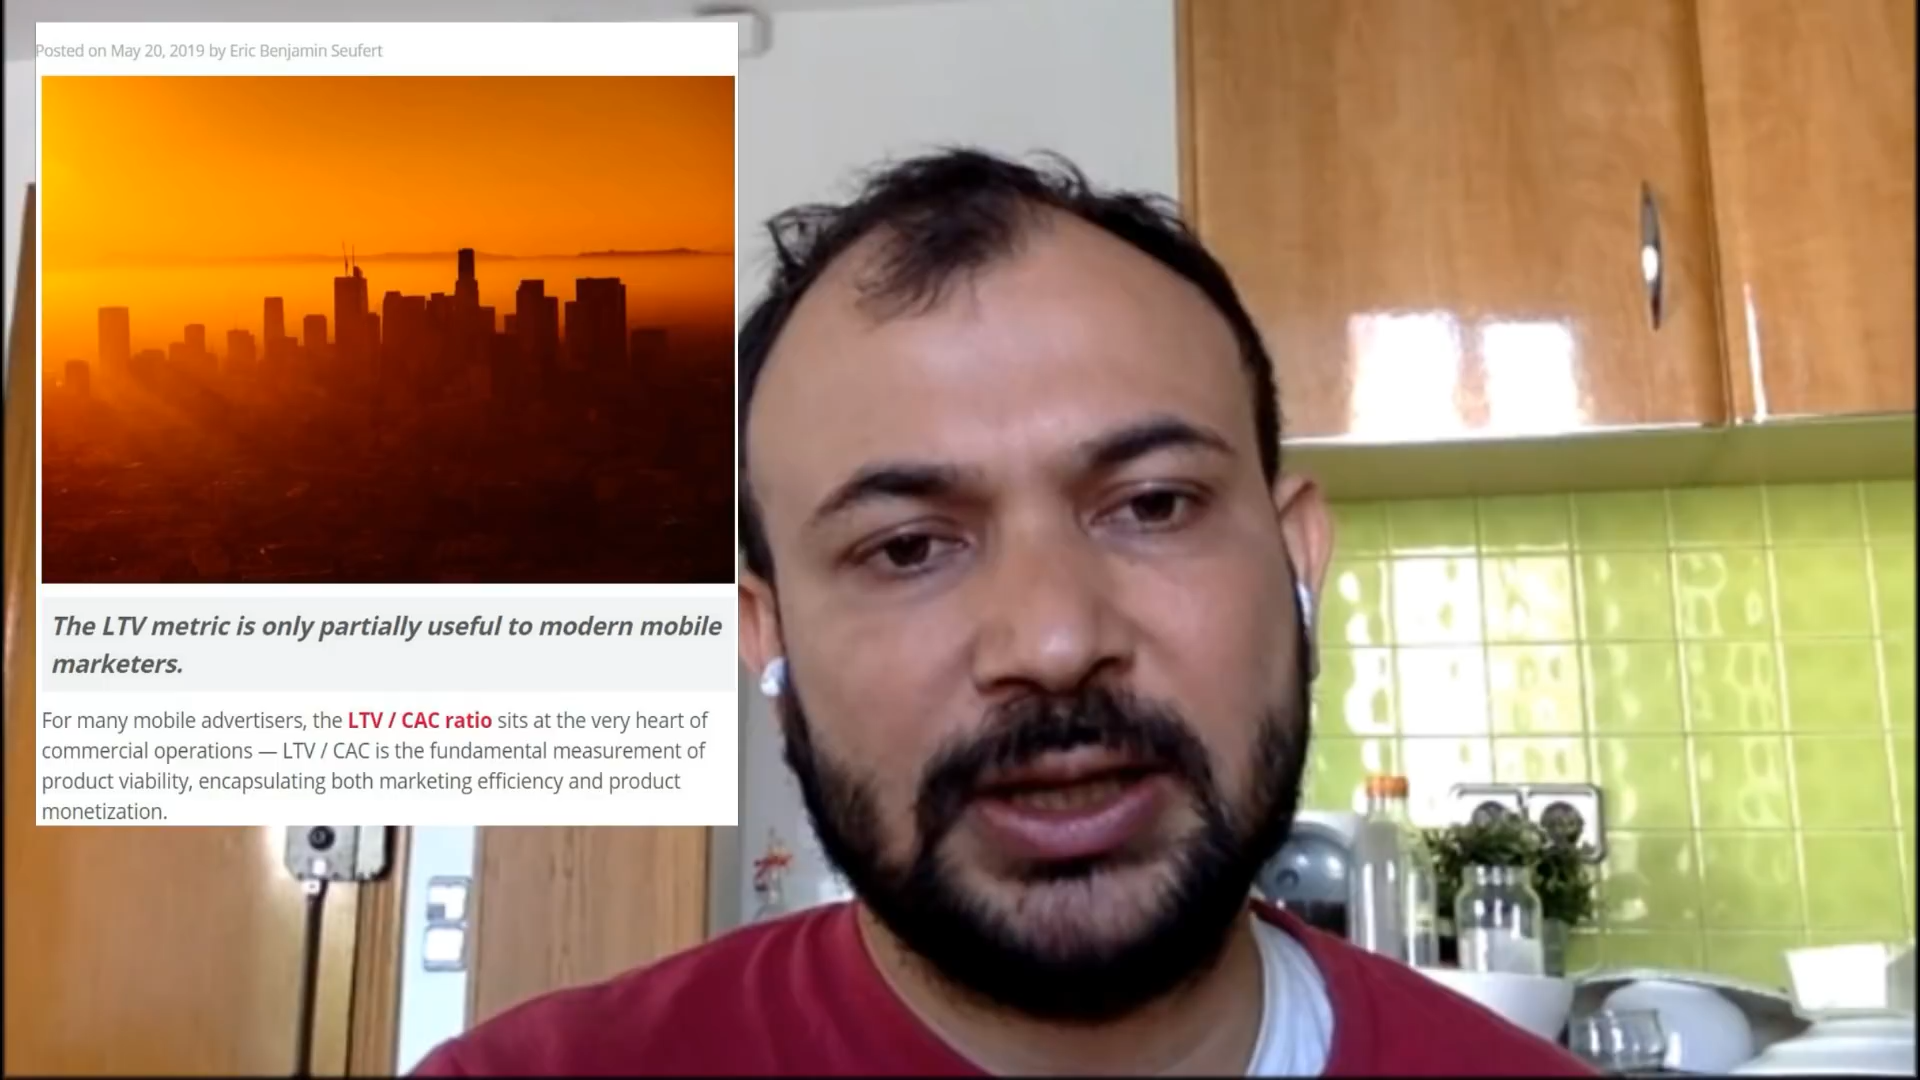 Posted on May 20, 2019 by Eric Benjamin Seufert
The LTV metric is only partially useful to modern mobile
marketers.
For many mobile advertisers, the LTV / CAC ratio sits at the very heart of
commercial operations — LTV / CAC is the fundamental measurement of
product viability, encapsulating both marketing efficiency and product
monetization.